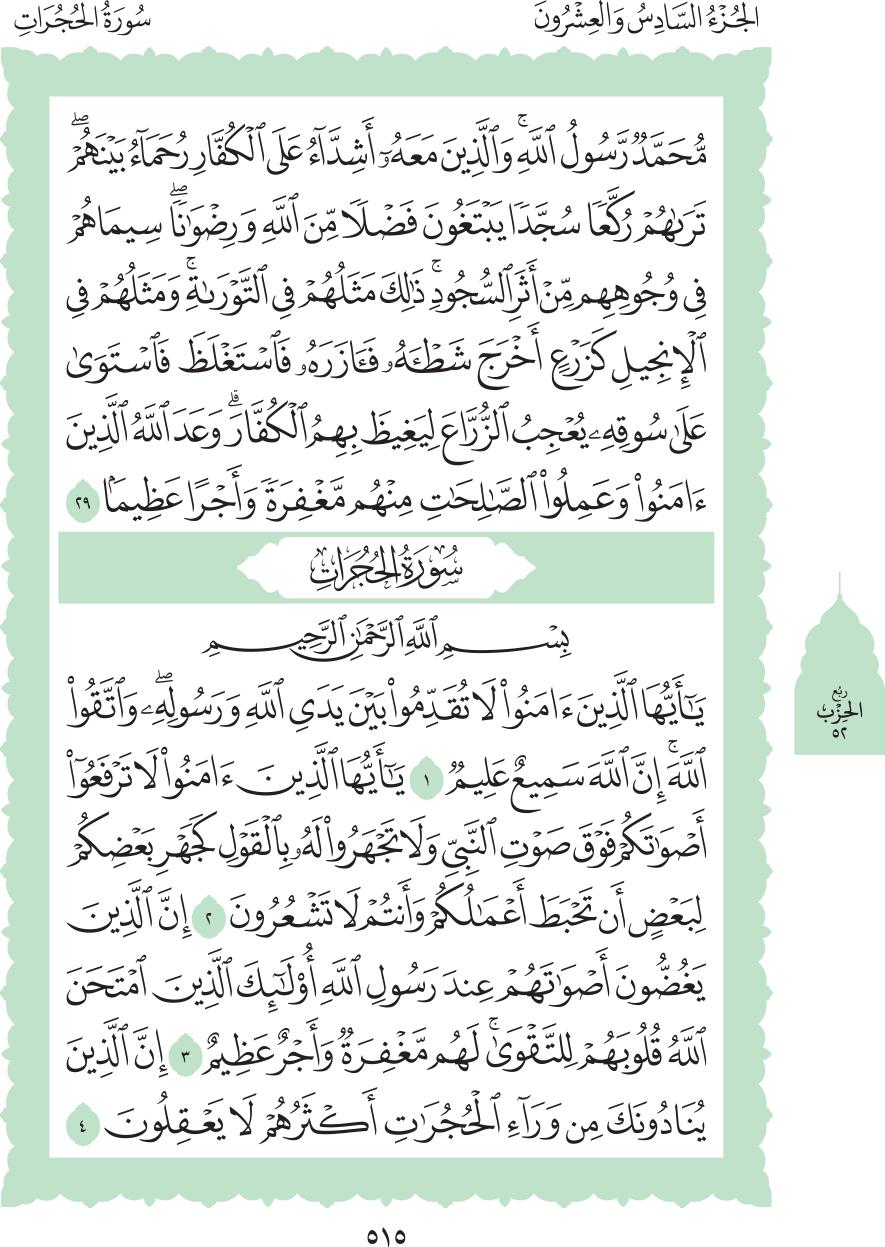 الجُزْءُ السَّادِسُ وَالعِشْرُونَ
سُورَةُ الحُجُرَاتِ
مُّحَمَّدٌ رَّسُولُ ٱللَّهِۚ وَٱلَّذِينَ مَعَهُۥٓ أَشِدَّآءُ عَلَى ٱلْكُفَّارِ رُحَمَآءُ بَيْنَهُمْۖ
تَرَىٰهُمْ رُكَّعًا سُجَّدًا يَبْتَغُونَ فَضْلًا مِّنَ ٱللَّهِ وَرِضْوَٰنًاۖ سِيمَاهُمْ
فِي وُجُوهِهِم مِّنْ أَثَرِ ٱلسُّجُودِۚ ذَٰلِكَ مَثَلُهُمْ فِي ٱلتَّوْرَىٰةِۚ وَمَثَلُهُمْ فِي
ٱلْإِنجِيلِ كَزَرْعٍ أَخْرَجَ شَطْـَٔهُۥ فَـَٔازَرَهُۥ فَٱسْتَغْلَظَ فَٱسْتَوَىٰ
عَلَىٰ سُوقِهِۦ يُعْجِبُ ٱلزُّرَّاعَ لِيَغِيظَ بِهِمُ ٱلْكُفَّارَۗ وَعَدَ ٱللَّهُ ٱلَّذِينَ
ءَامَنُوا۟ وَعَمِلُوا۟ ٱلصَّـٰلِحَـٰتِ مِنْهُم مَّغْفِرَةً وَأَجْرًا عَظِيمًۢا ٢٩
سُورَةُ الحُجُرَاتِ
بِسْمِ ٱللَّهِ ٱلرَّحْمَـٰنِ ٱلرَّحِيمِ
يَـٰٓأَيُّهَا ٱلَّذِينَ ءَامَنُوا۟ لَا تُقَدِّمُوا۟ بَيْنَ يَدَيِ ٱللَّهِ وَرَسُولِهِۦۖ وَٱتَّقُوا۟
ٱللَّهَۚ إِنَّ ٱللَّهَ سَمِيعٌ عَلِيمٌ ١ يَـٰٓأَيُّهَا ٱلَّذِينَ ءَامَنُوا۟ لَا تَرْفَعُوٓا۟
أَصْوَٰتَكُمْ فَوْقَ صَوْتِ ٱلنَّبِيِّ وَلَا تَجْهَرُوا۟ لَهُۥ بِٱلْقَوْلِ كَجَهْرِ بَعْضِكُمْ
لِبَعْضٍ أَن تَحْبَطَ أَعْمَـٰلُكُمْ وَأَنتُمْ لَا تَشْعُرُونَ ٢ إِنَّ ٱلَّذِينَ
يَغُضُّونَ أَصْوَٰتَهُمْ عِندَ رَسُولِ ٱللَّهِ أُو۟لَـٰٓئِكَ ٱلَّذِينَ ٱمْتَحَنَ
ٱللَّهُ قُلُوبَهُمْ لِلتَّقْوَىٰۚ لَهُم مَّغْفِرَةٌ وَأَجْرٌ عَظِيمٌ ٣ إِنَّ ٱلَّذِينَ
يُنَادُونَكَ مِن وَرَآءِ ٱلْحُجُرَٰتِ أَكْثَرُهُمْ لَا يَعْقِلُونَ ٤
ربع
الحزب
٥٢
٥١٥